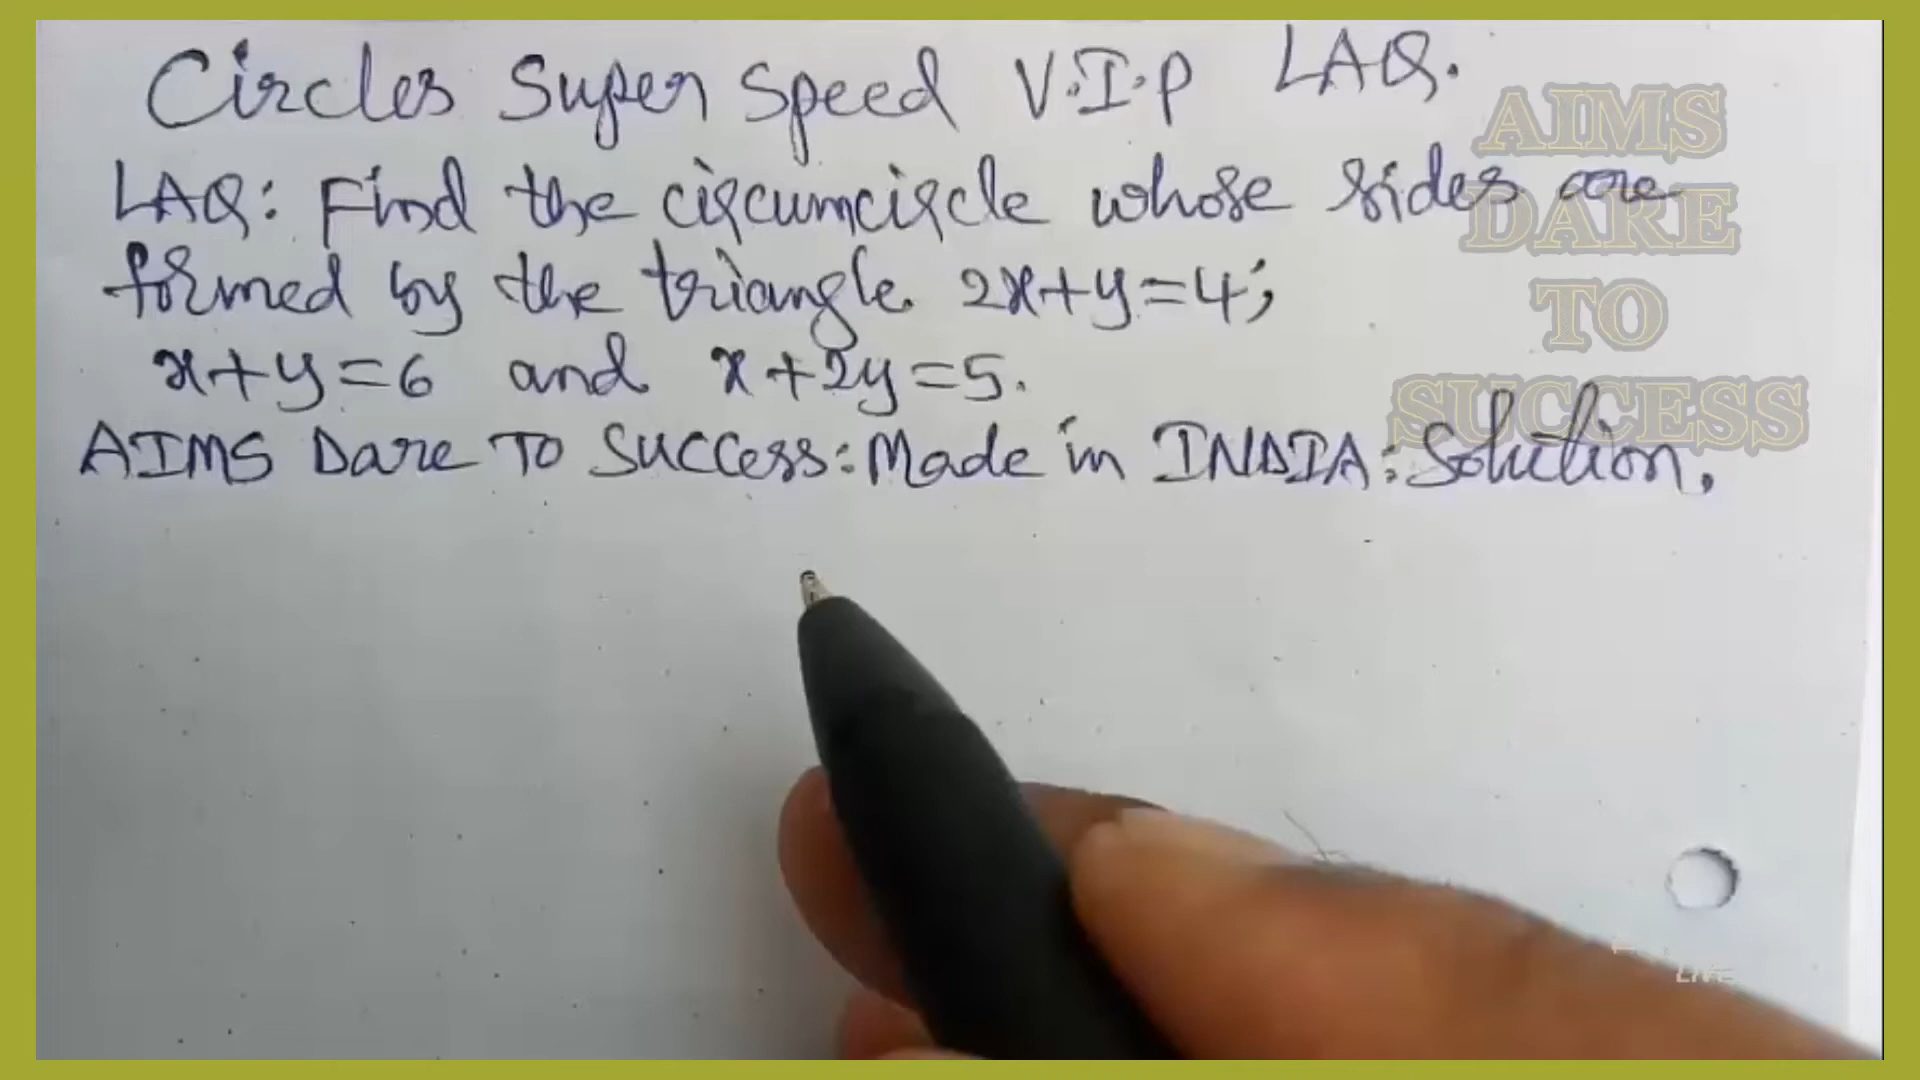 Circles Super Speed V.I.P LAQ.
LAQ: Find the circumcircle whose sides are
formed by the triangle 2x+y=4;
x+y=6 and x+2y=5.
AIMS Dare TO Success: Made in INDIA: Solution.
AIMS
DARE
TO
SUCCESS
LIVE